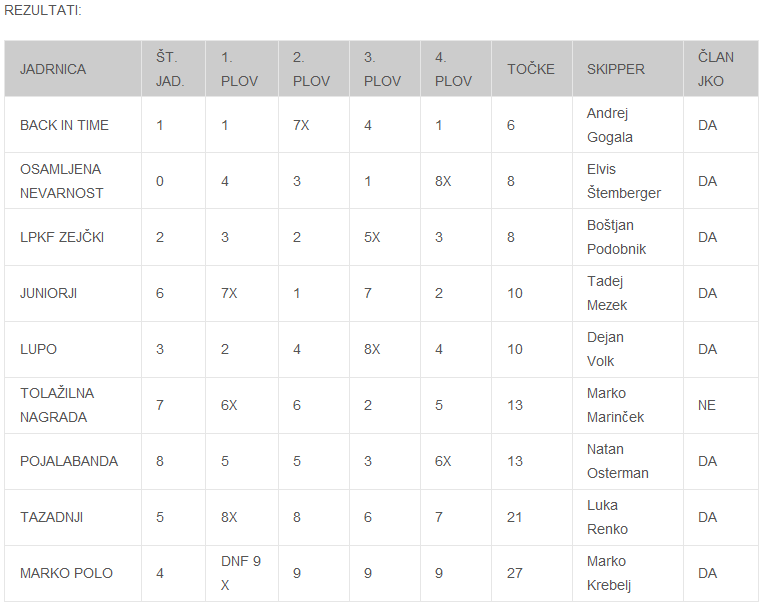 REZULTATI:
JADRNICA ŠT. JAD. 1. PLOV 2. PLOV 3. PLOV 4. PLOV TOČKE SKIPPER ČLAN JKO
BACK IN TIME 1 1 7X 4 1 6 Andrej Gogala DA
OSAMLJENA NEVARNOST 0 4 3 1 8X 8 Elvis Štemberger DA
LPKF ZEJČKI 2 3 2 5X 3 8 Boštjan Podobnik DA
JUNIORJI 6 7X 1 7 2 10 Tadej Mezek DA
LUPO 3 2 4 8X 4 10 Dejan Volk DA
TOLAŽILNA NAGRADA 7 6X 6 2 5 13 Marko Marinček NE
POJALABANDA 8 5 5 3 6X 13 Natan Osterman DA
TAZADNJI 5 8X 8 6 7 21 Luka Renko DA
MARKO POLO 4 DNF 9 X 9 9 9 27 Marko Krebelj DA